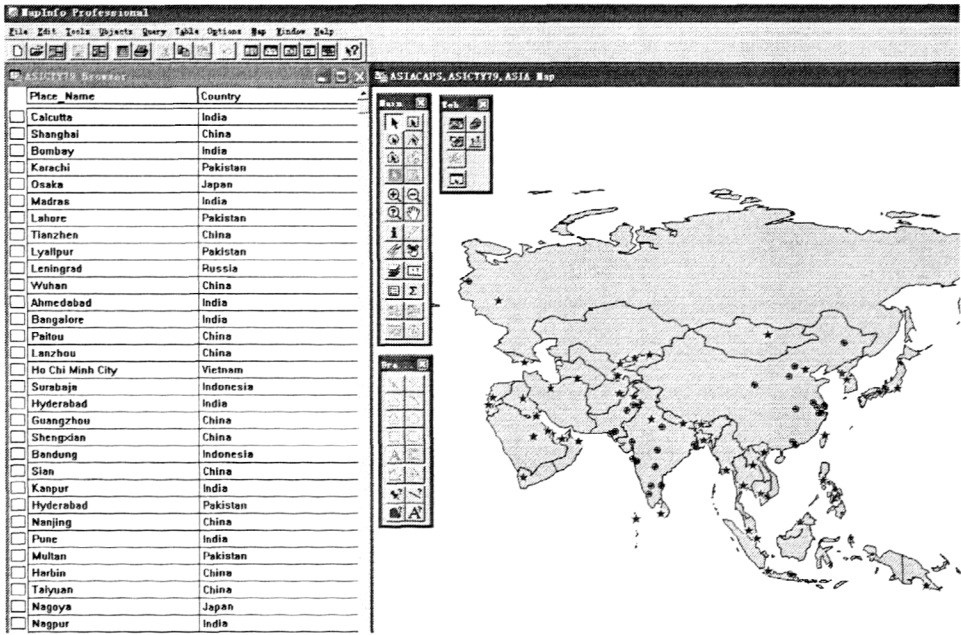 MapInfo Professional
File Edit Tools Objects Query Table Options Map Window Help
ASICTY79 Browser
ASIACAPS, ASICTY79, ASIA Map
Place_Name Country
Calcutta India
Shanghai China
Bombay India
Karachi Pakistan
Osaka Japan
Madras India
Lahore Pakistan
Tianzhen China
Lyallpur Pakistan
Leningrad Russia
Wuhan China
Ahmedabad India
Bangalore India
Paitou China
Lanzhou China
Ho Chi Minh City Vietnam
Surabaja Indonesia
Hyderabad India
Guangzhou China
Shengxian China
Bandung Indonesia
Sian China
Kanpur India
Hyderabad Pakistan
Nanjing China
Pune India
Multan Pakistan
Harbin China
Taiyuan China
Nagoya Japan
Nagpur India
Main
Dra...